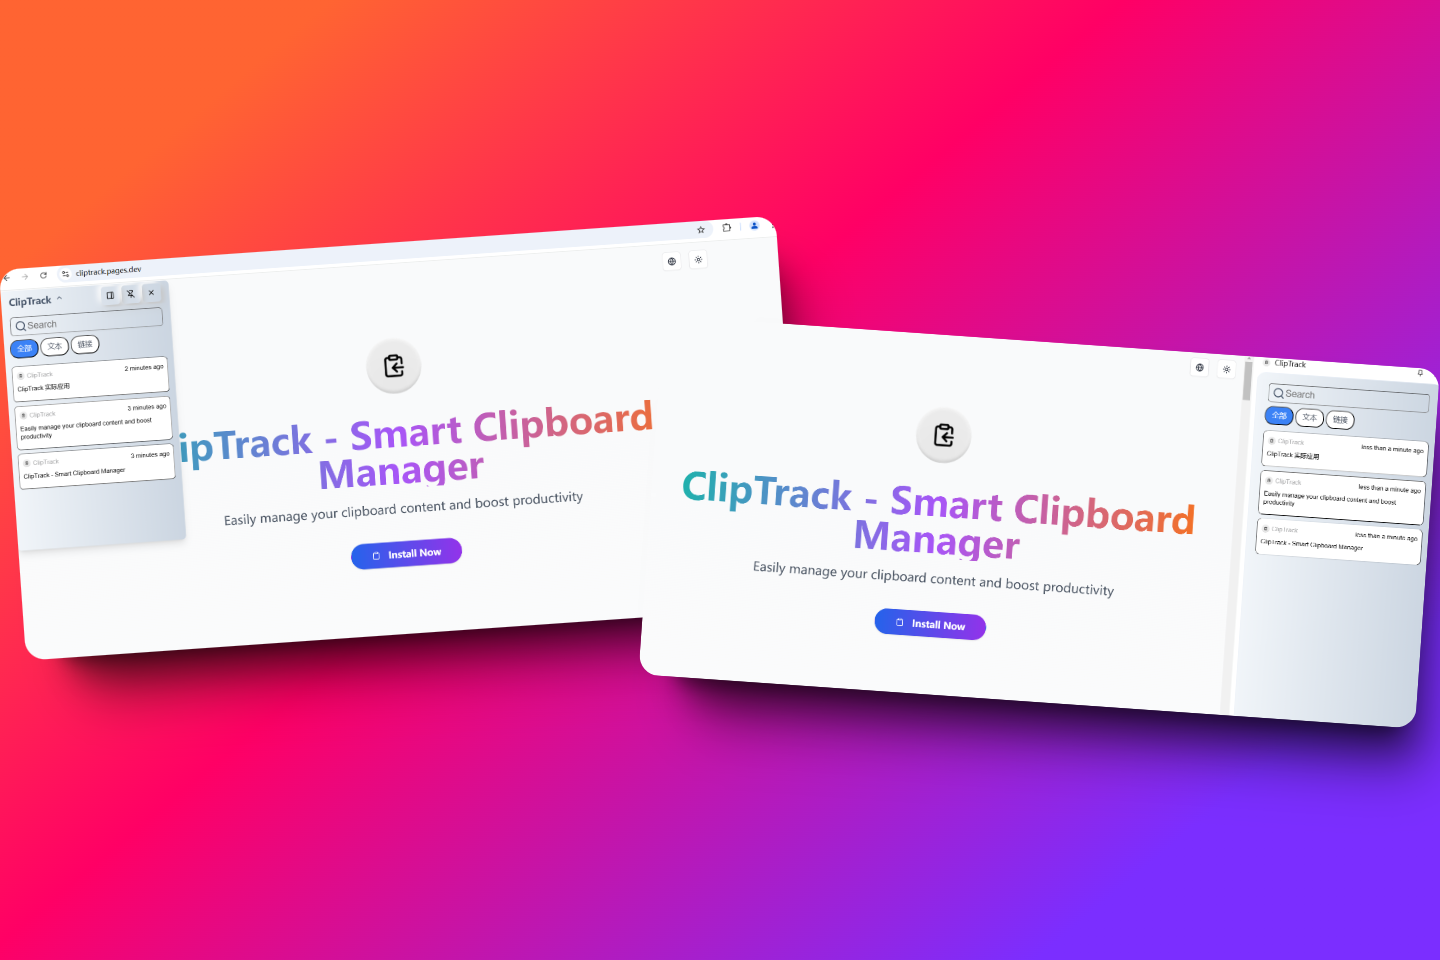 cliptrack.pages.dev
ClipTrack
Search
全部 文本 链接
ClipTrack 2 minutes ago
ClipTrack 实际应用
ClipTrack 3 minutes ago
Easily manage your clipboard content and boost
productivity
ClipTrack 3 minutes ago
ClipTrack - Smart Clipboard Manager
ipTrack - Smart Clipboard
Manager
Easily manage your clipboard content and boost productivity
Install Now
ClipTrack - Smart Clipboard
Manager
Easily manage your clipboard content and boost productivity
Install Now
ClipTrack
Search
全部 文本 链接
ClipTrack less than a minute ago
ClipTrack 实际应用
ClipTrack less than a minute ago
Easily manage your clipboard content and boost
productivity
ClipTrack less than a minute ago
ClipTrack - Smart Clipboard Manager